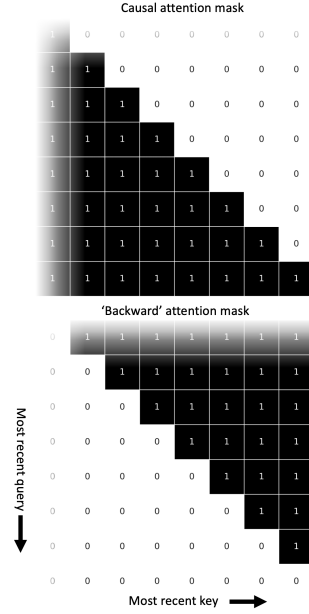 Causal attention mask
1 0 0 0 0 0 0 0
1 1 0 0 0 0 0 0
1 1 1 0 0 0 0 0
1 1 1 1 0 0 0 0
1 1 1 1 1 0 0 0
1 1 1 1 1 1 0 0
1 1 1 1 1 1 1 0
1 1 1 1 1 1 1 1
'Backward' attention mask
0 1 1 1 1 1 1 1
0 0 1 1 1 1 1 1
0 0 0 1 1 1 1 1
0 0 0 0 1 1 1 1
0 0 0 0 0 1 1 1
0 0 0 0 0 0 1 1
0 0 0 0 0 0 0 1
0 0 0 0 0 0 0 0
Most recent query
Most recent key